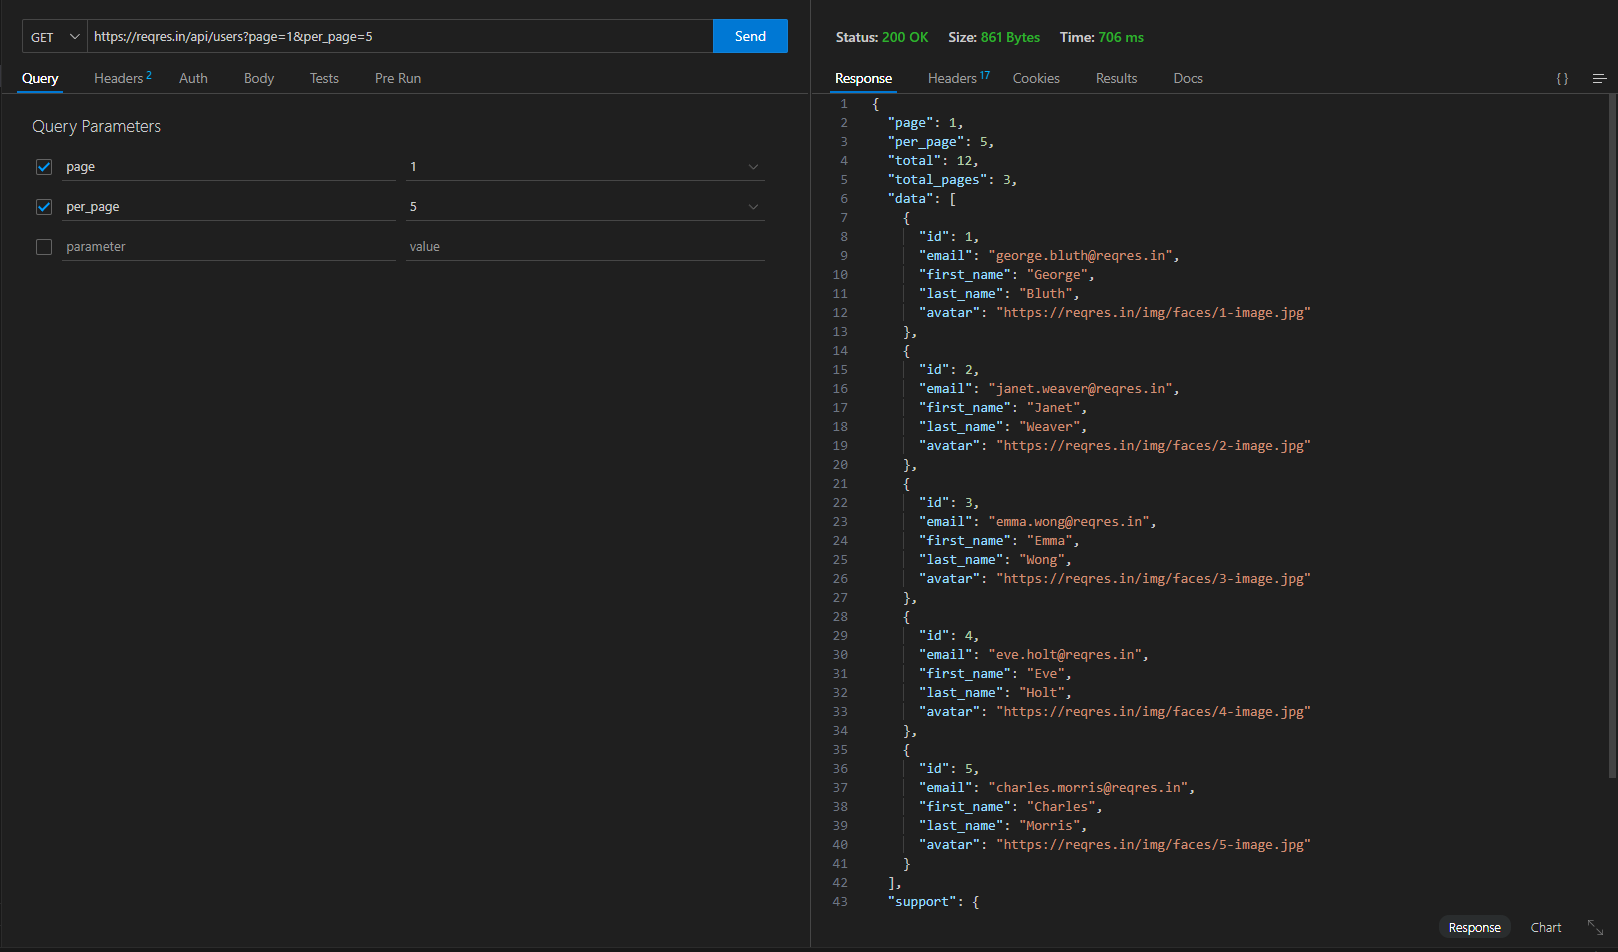 GET https://reqres.in/api/users?page=1&per_page=5 Send
Query Headers 2 Auth Body Tests Pre Run
Query Parameters
page 1
per_page 5
parameter value
Status: 200 OK Size: 861 Bytes Time: 706 ms
Response Headers 17 Cookies Results Docs {}
1 {
2 "page": 1,
3 "per_page": 5,
4 "total": 12,
5 "total_pages": 3,
6 "data": [
7 {
8 "id": 1,
9 "email": "george.bluth@reqres.in",
10 "first_name": "George",
11 "last_name": "Bluth",
12 "avatar": "https://reqres.in/img/faces/1-image.jpg"
13 },
14 {
15 "id": 2,
16 "email": "janet.weaver@reqres.in",
17 "first_name": "Janet",
18 "last_name": "Weaver",
19 "avatar": "https://reqres.in/img/faces/2-image.jpg"
20 },
21 {
22 "id": 3,
23 "email": "emma.wong@reqres.in",
24 "first_name": "Emma",
25 "last_name": "Wong",
26 "avatar": "https://reqres.in/img/faces/3-image.jpg"
27 },
28 {
29 "id": 4,
30 "email": "eve.holt@reqres.in",
31 "first_name": "Eve",
32 "last_name": "Holt",
33 "avatar": "https://reqres.in/img/faces/4-image.jpg"
34 },
35 {
36 "id": 5,
37 "email": "charles.morris@reqres.in",
38 "first_name": "Charles",
39 "last_name": "Morris",
40 "avatar": "https://reqres.in/img/faces/5-image.jpg"
41 }
42 ],
43 "support": {
Response Chart